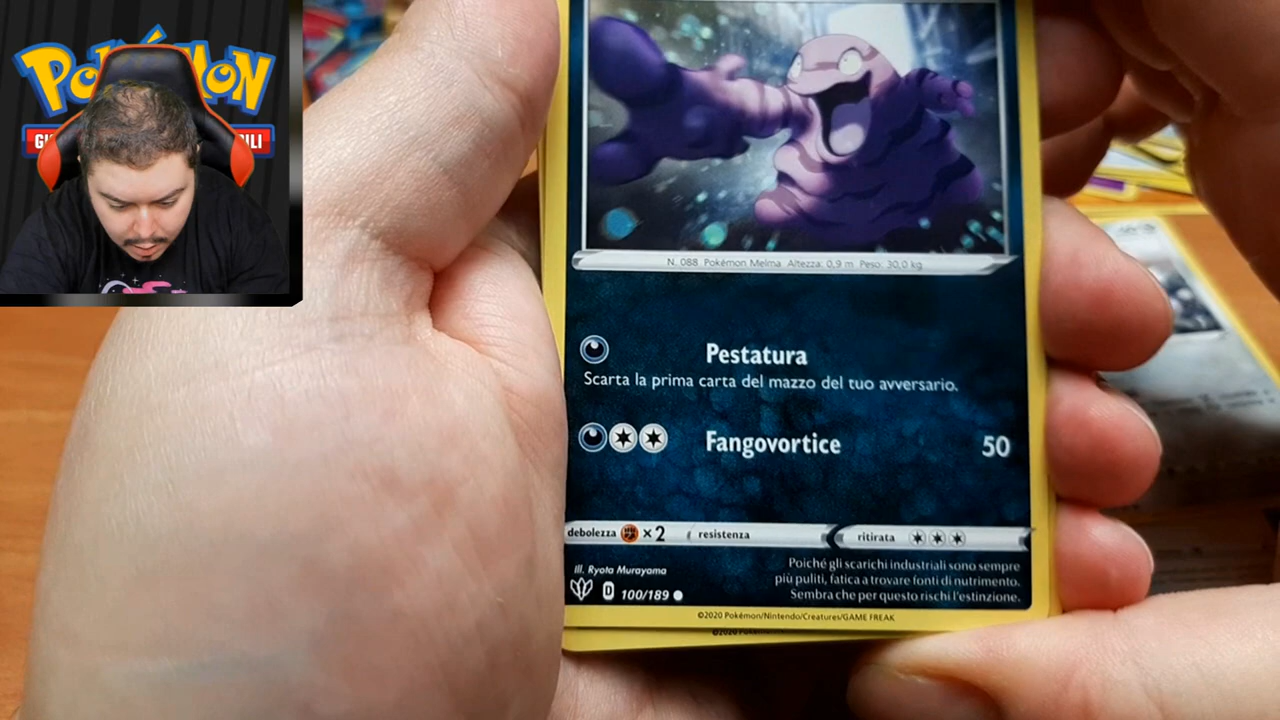 POKÉMON
N. 088 Pokémon Melma Altezza: 0,9 m Peso: 30,0 kg
Pestatura
Scarta la prima carta del mazzo del tuo avversario.
Fangovortice 50
debolezza ×2 resistenza ritirata
Ill. Ryota Murayama
D 100/189
Poiché gli scarichi industriali sono sempre
più puliti, fatica a trovare fonti di nutrimento.
Sembra che per questo rischi l'estinzione.
©2020 Pokémon/Nintendo/Creatures/GAME FREAK
©2020